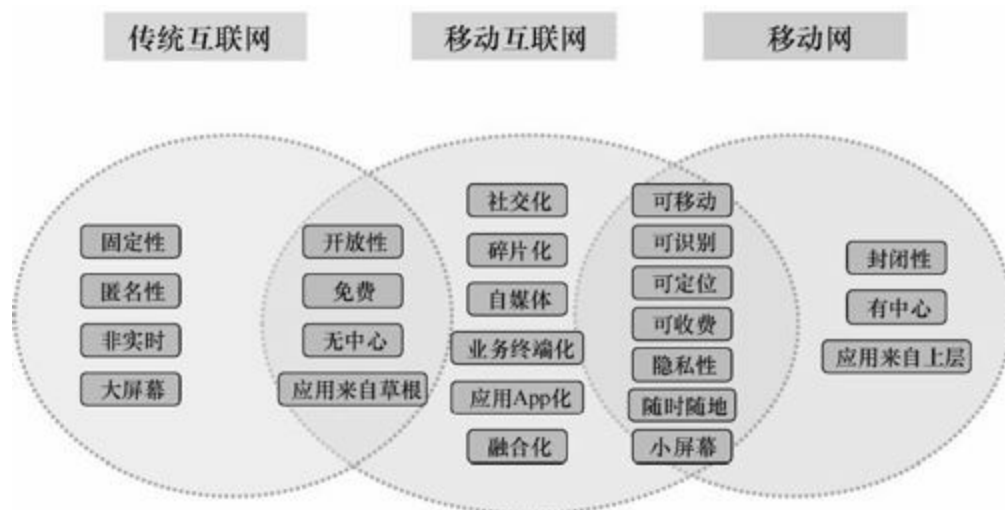 传统互联网
移动互联网
移动网
固定性
匿名性
非实时
大屏幕
开放性
免费
无中心
应用来自草根
社交化
碎片化
自媒体
业务终端化
应用App化
融合化
可移动
可识别
可定位
可收费
隐私性
随时随地
小屏幕
封闭性
有中心
应用来自上层